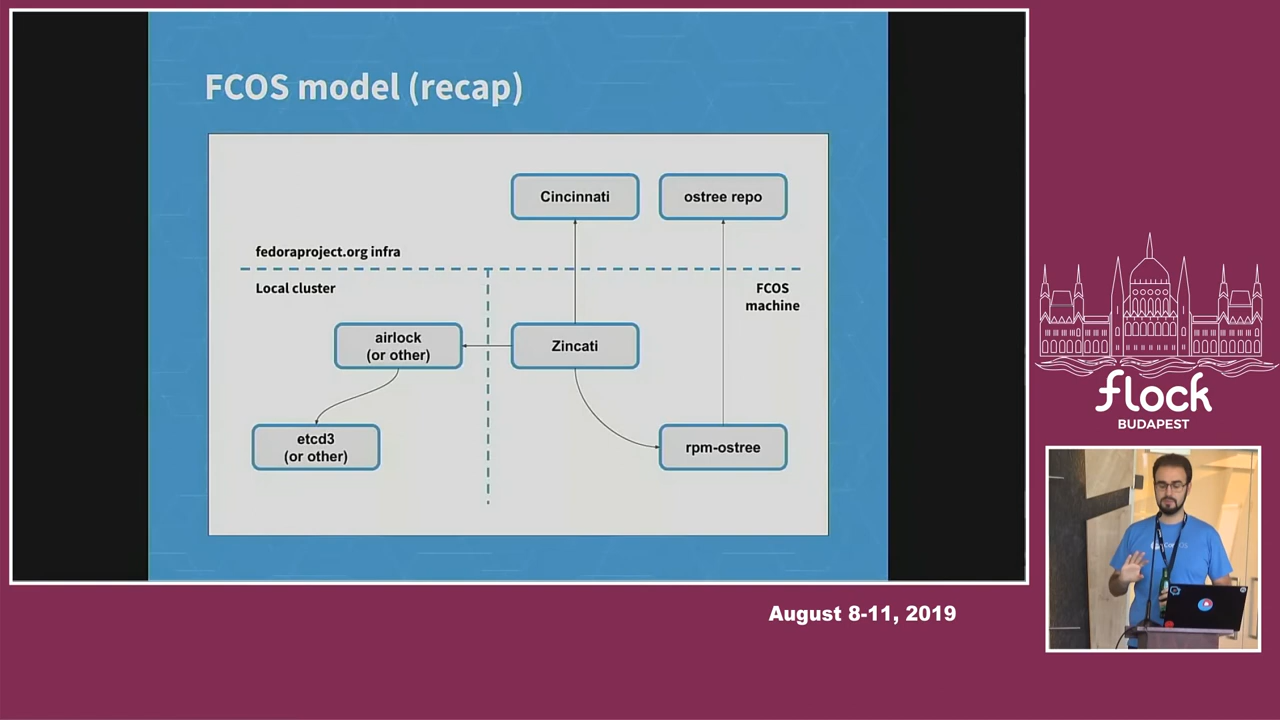 FCOS model (recap)
Cincinnati
ostree repo
fedoraproject.org infra
Local cluster
FCOS
machine
airlock
(or other)
Zincati
etcd3
(or other)
rpm-ostree
flock
BUDAPEST
August 8-11, 2019